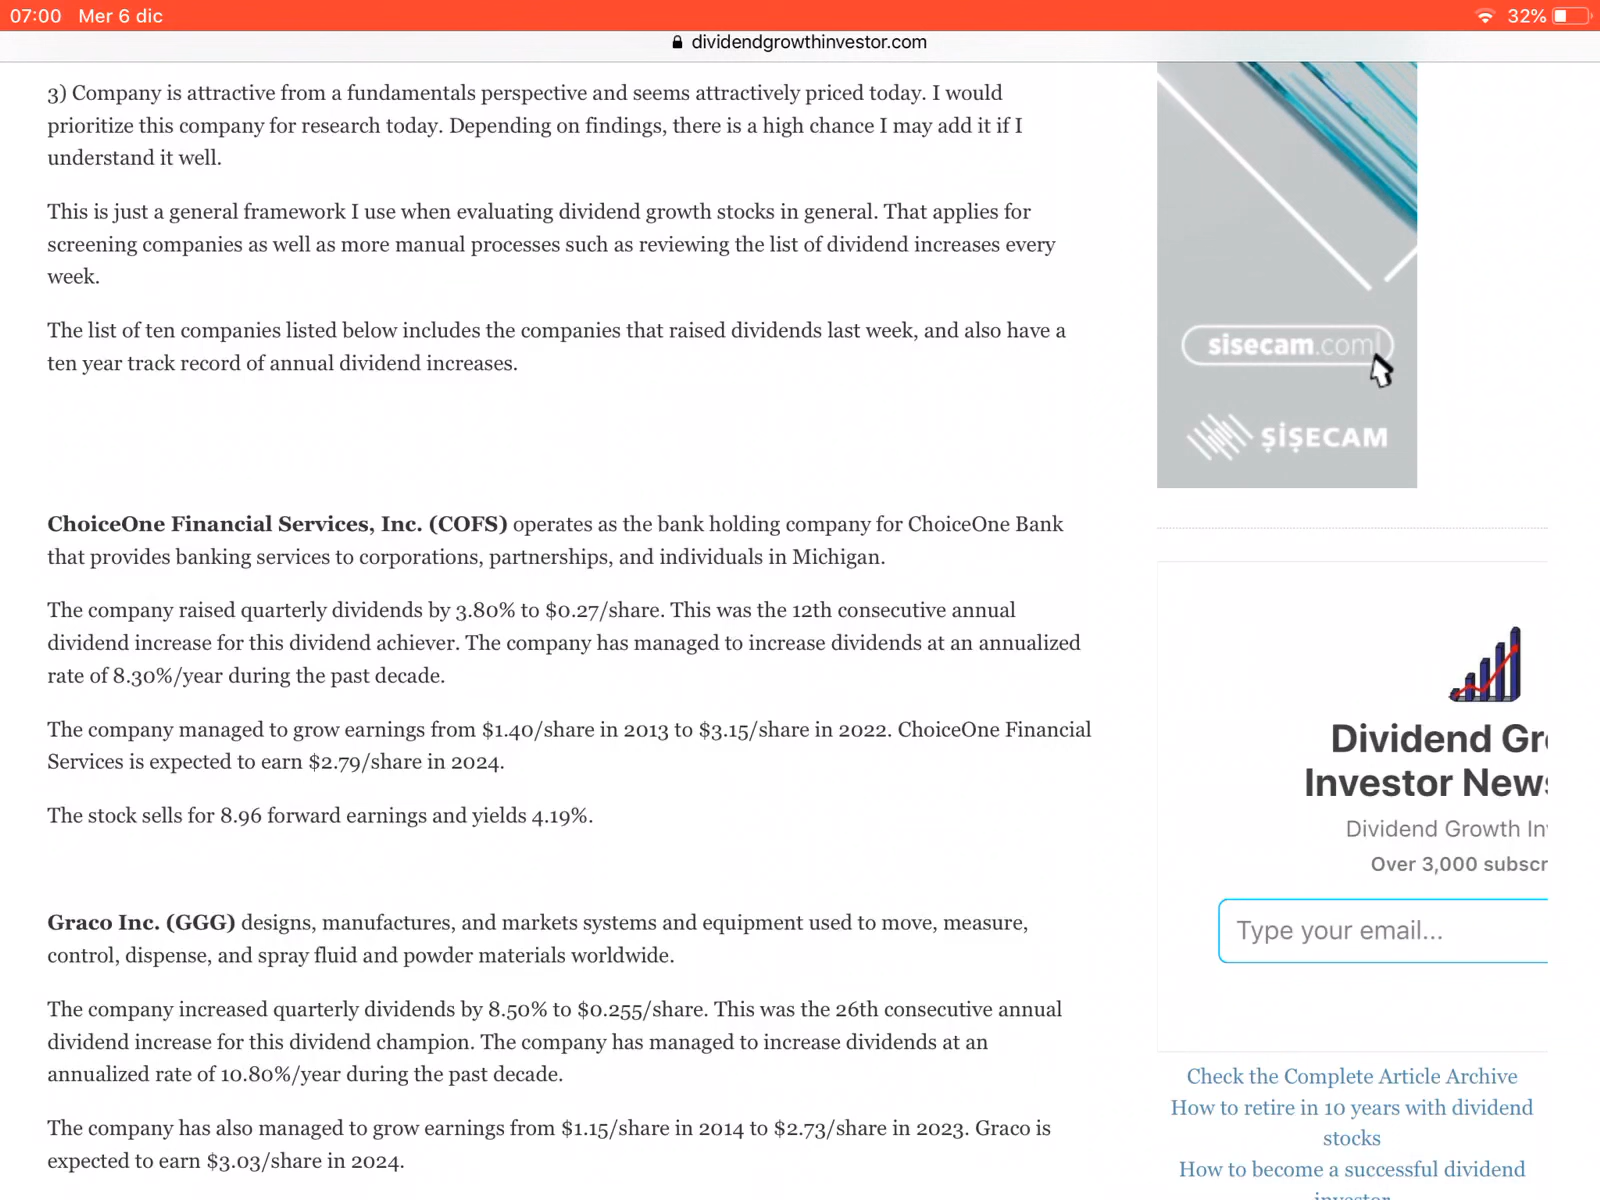 07:00 Mer 6 dic
32%
dividendgrowthinvestor.com
3) Company is attractive from a fundamentals perspective and seems attractively priced today. I would
prioritize this company for research today. Depending on findings, there is a high chance I may add it if I
understand it well.
This is just a general framework I use when evaluating dividend growth stocks in general. That applies for
screening companies as well as more manual processes such as reviewing the list of dividend increases every
week.
The list of ten companies listed below includes the companies that raised dividends last week, and also have a
ten year track record of annual dividend increases.
ChoiceOne Financial Services, Inc. (COFS) operates as the bank holding company for ChoiceOne Bank
that provides banking services to corporations, partnerships, and individuals in Michigan.
The company raised quarterly dividends by 3.80% to $0.27/share. This was the 12th consecutive annual
dividend increase for this dividend achiever. The company has managed to increase dividends at an annualized
rate of 8.30%/year during the past decade.
The company managed to grow earnings from $1.40/share in 2013 to $3.15/share in 2022. ChoiceOne Financial
Services is expected to earn $2.79/share in 2024.
The stock sells for 8.96 forward earnings and yields 4.19%.
Graco Inc. (GGG) designs, manufactures, and markets systems and equipment used to move, measure,
control, dispense, and spray fluid and powder materials worldwide.
The company increased quarterly dividends by 8.50% to $0.255/share. This was the 26th consecutive annual
dividend increase for this dividend champion. The company has managed to increase dividends at an
annualized rate of 10.80%/year during the past decade.
The company has also managed to grow earnings from $1.15/share in 2014 to $2.73/share in 2023. Graco is
expected to earn $3.03/share in 2024.
sisecam.com
ŞİŞECAM
Dividend Gr
Investor News
Dividend Growth In
Over 3,000 subscr
Type your email...
Check the Complete Article Archive
How to retire in 10 years with dividend
stocks
How to become a successful dividend
investor